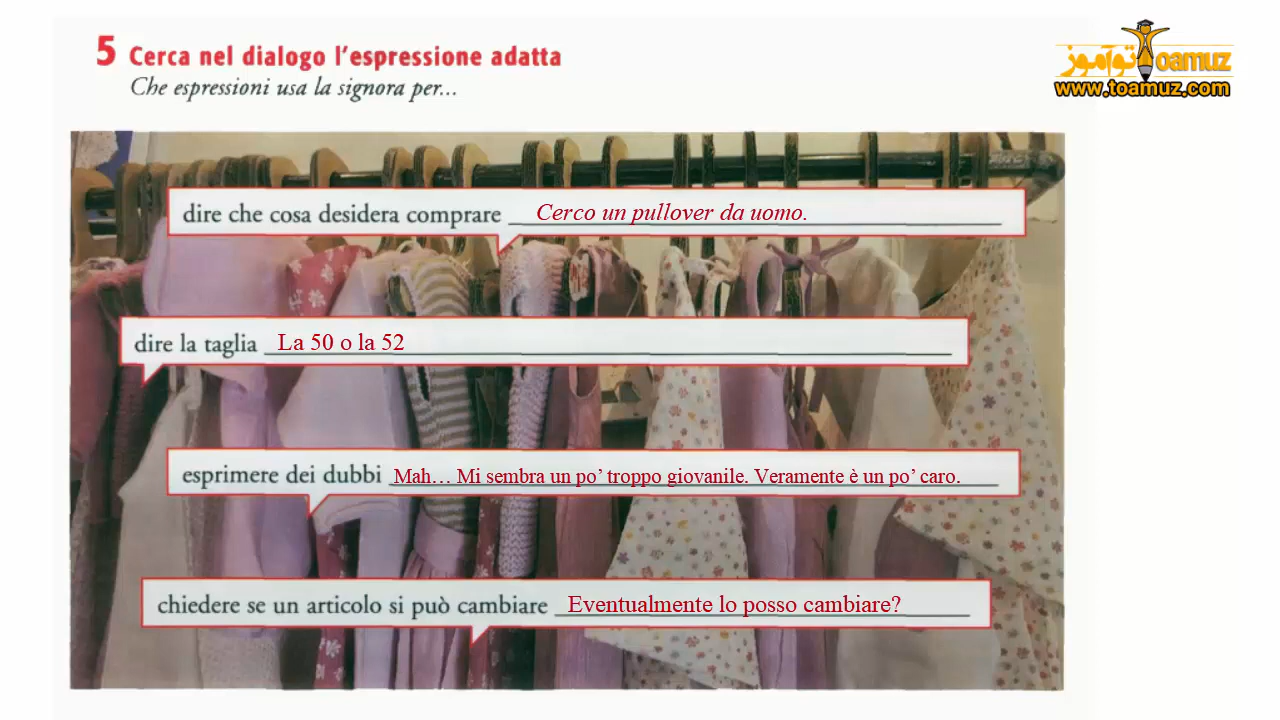 5 Cerca nel dialogo l'espressione adatta
Che espressioni usa la signora per...
توآموز Toamuz
www.toamuz.com
dire che cosa desidera comprare Cerco un pullover da uomo.
dire la taglia La 50 o la 52
esprimere dei dubbi Mah… Mi sembra un po’ troppo giovanile. Veramente è un po’ caro.
chiedere se un articolo si può cambiare Eventualmente lo posso cambiare?